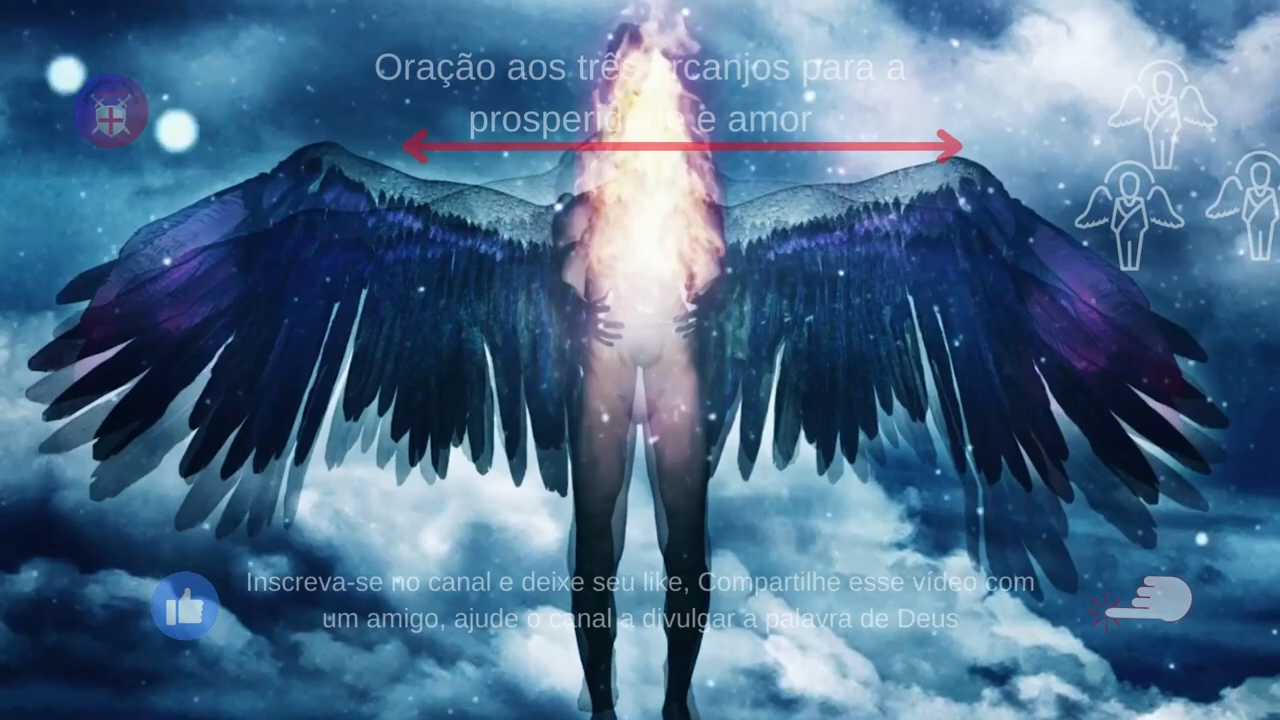 Oração aos três arcanjos para a
prosperidade e amor
Inscreva-se no canal e deixe seu like, Compartilhe esse vídeo com
um amigo, ajude o canal a divulgar a palavra de Deus